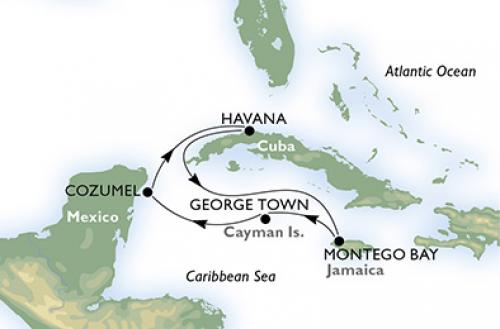 Atlantic Ocean
HAVANA
Cuba
COZUMEL
Mexico
GEORGE TOWN
Cayman Is.
MONTEGO BAY
Jamaica
Caribbean Sea